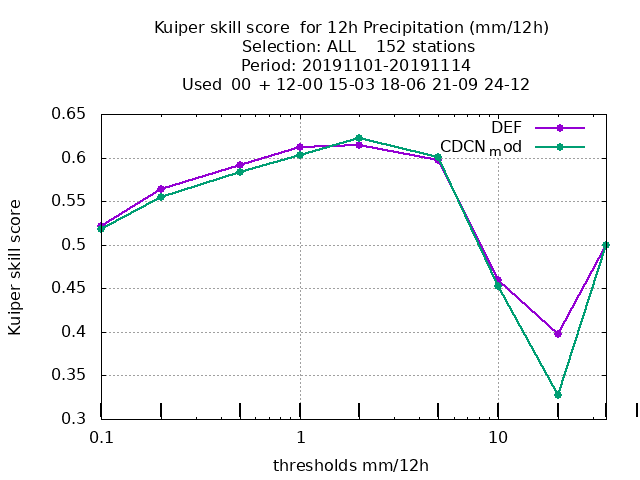 Kuiper skill score  for 12h Precipitation (mm/12h)
Selection: ALL    152 stations
Period: 20191101-20191114
Used  00 + 12-00 15-03 18-06 21-09 24-12
DEF
CDCN_mod
Kuiper skill score
0.65
0.6
0.55
0.5
0.45
0.4
0.35
0.3
0.1
1
10
thresholds mm/12h